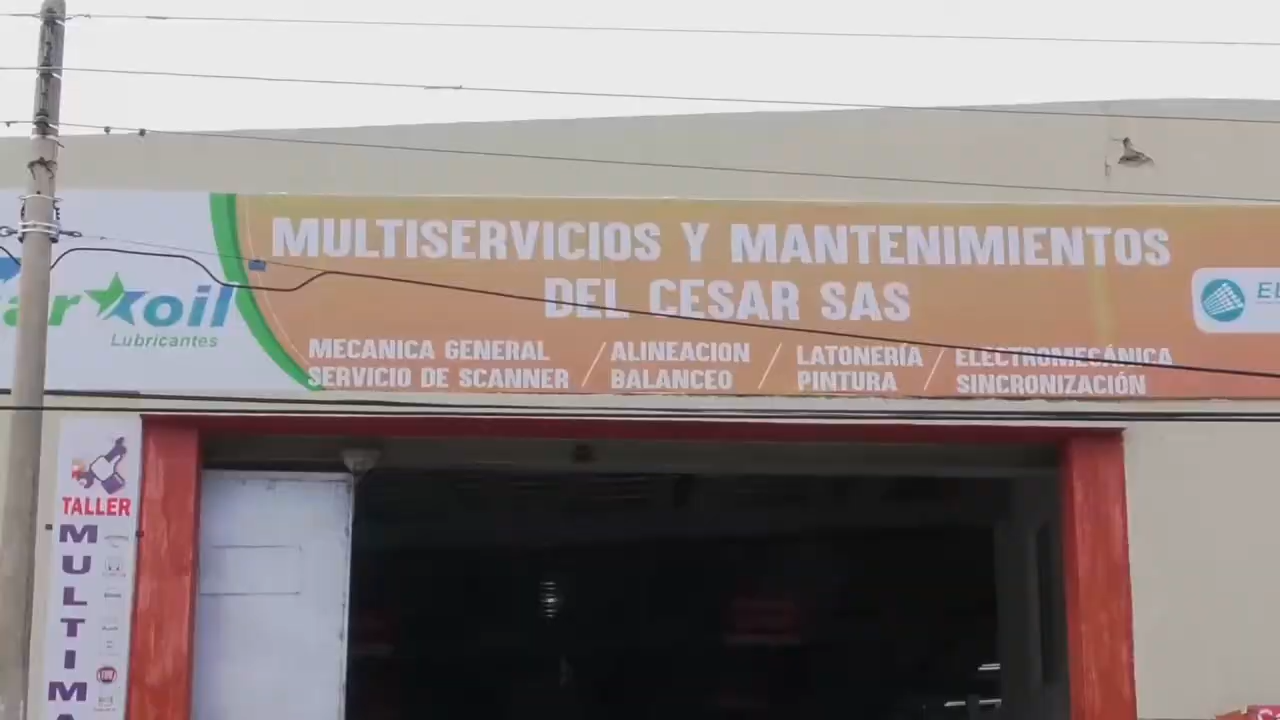 MULTISERVICIOS Y MANTENIMIENTOS
DEL CESAR SAS
MECANICA GENERAL / ALINEACION / LATONERÍA / ELECTROMECÁNICA
SERVICIO DE SCANNER BALANCEO PINTURA SINCRONIZACIÓN
ar oil
Lubricantes
TALLER
MULTIMA